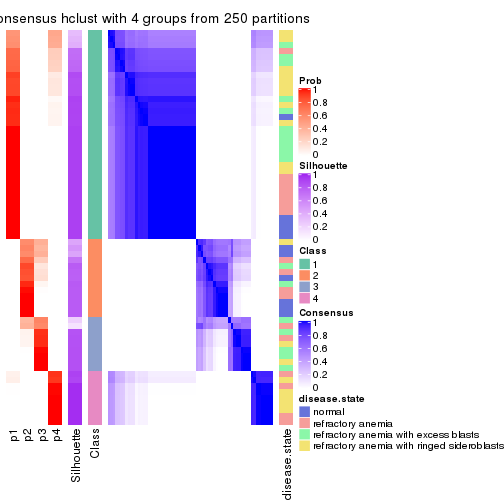 onsensus hclust with 4 groups from 250 partitions
Prob
1
0.8
0.6
0.4
0.2
0
Silhouette
1
0.8
0.6
0.4
0.2
0
Class
1
2
3
4
Consensus
1
0.8
0.6
0.4
0.2
0
disease.state
normal
refractory anemia
refractory anemia with excess blasts
refractory anemia with ringed sideroblasts
p1
p2
p3
p4
Silhouette
Class
disease.state